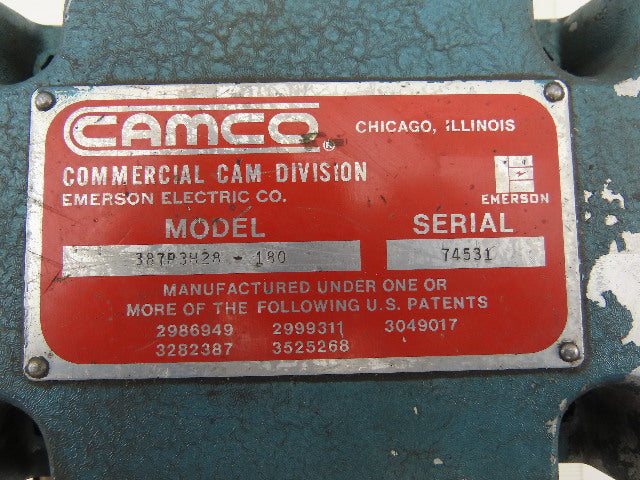 CAMCO ®
CHICAGO, ILLINOIS
COMMERCIAL CAM DIVISION
EMERSON ELECTRIC CO.
EMERSON
MODEL SERIAL
387P3H28 - 180 74531
MANUFACTURED UNDER ONE OR
MORE OF THE FOLLOWING U.S. PATENTS
2986949 2999311 3049017
3282387 3525268